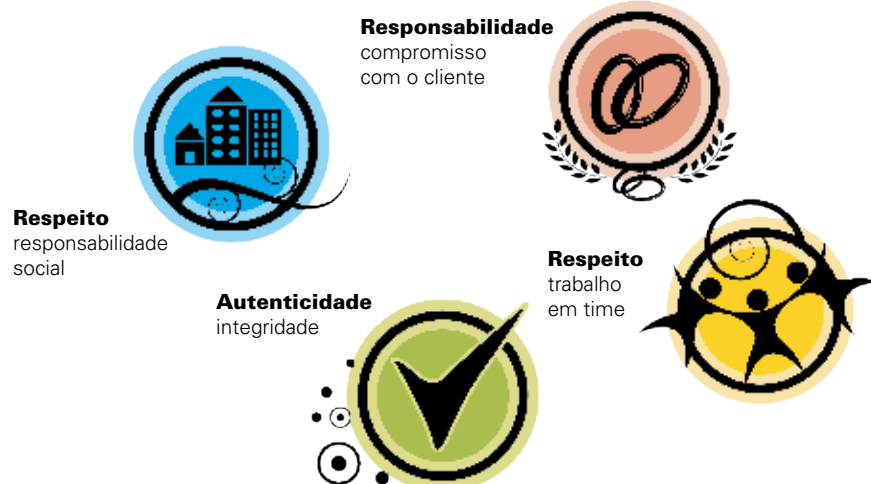 Responsabilidade
compromisso
com o cliente
Respeito
responsabilidade
social
Respeito
trabalho
em time
Autenticidade
integridade